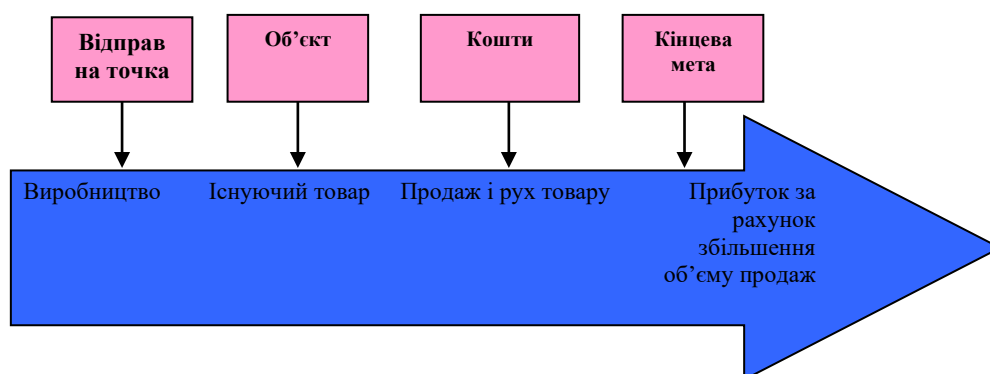 Відправ
на точка
Об’єкт
Кошти
Кінцева
мета
Виробництво
Існуючий товар
Продаж і рух товару
Прибуток за
рахунок
збільшення
об’єму продаж